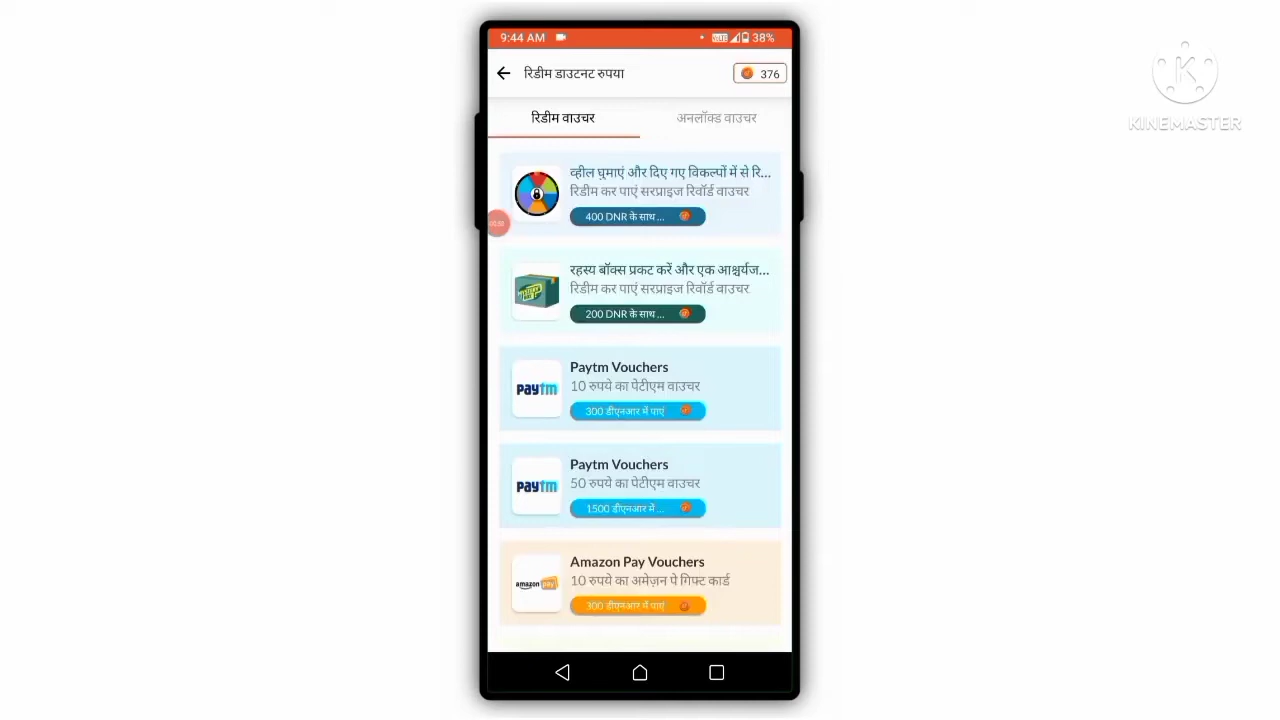 9:44 AM
38%
रिडीम डाउटनट रुपया
376
रिडीम वाउचर
अनलॉक्ड वाउचर
व्हील घुमाएं और दिए गए विकल्पों में से रि...
रिडीम कर पाएं सरप्राइज रिवॉर्ड वाउचर
400 DNR के साथ ...
रहस्य बॉक्स प्रकट करें और एक आश्चर्यज...
रिडीम कर पाएं सरप्राइज रिवॉर्ड वाउचर
200 DNR के साथ ...
paytm
Paytm Vouchers
10 रुपये का पेटीएम वाउचर
300 डीएनआर में पाएं
paytm
Paytm Vouchers
50 रुपये का पेटीएम वाउचर
1500 डीएनआर में ...
amazon pay
Amazon Pay Vouchers
10 रुपये का अमेज़न पे गिफ्ट कार्ड
300 डीएनआर में पाएं
K
KINEMASTER